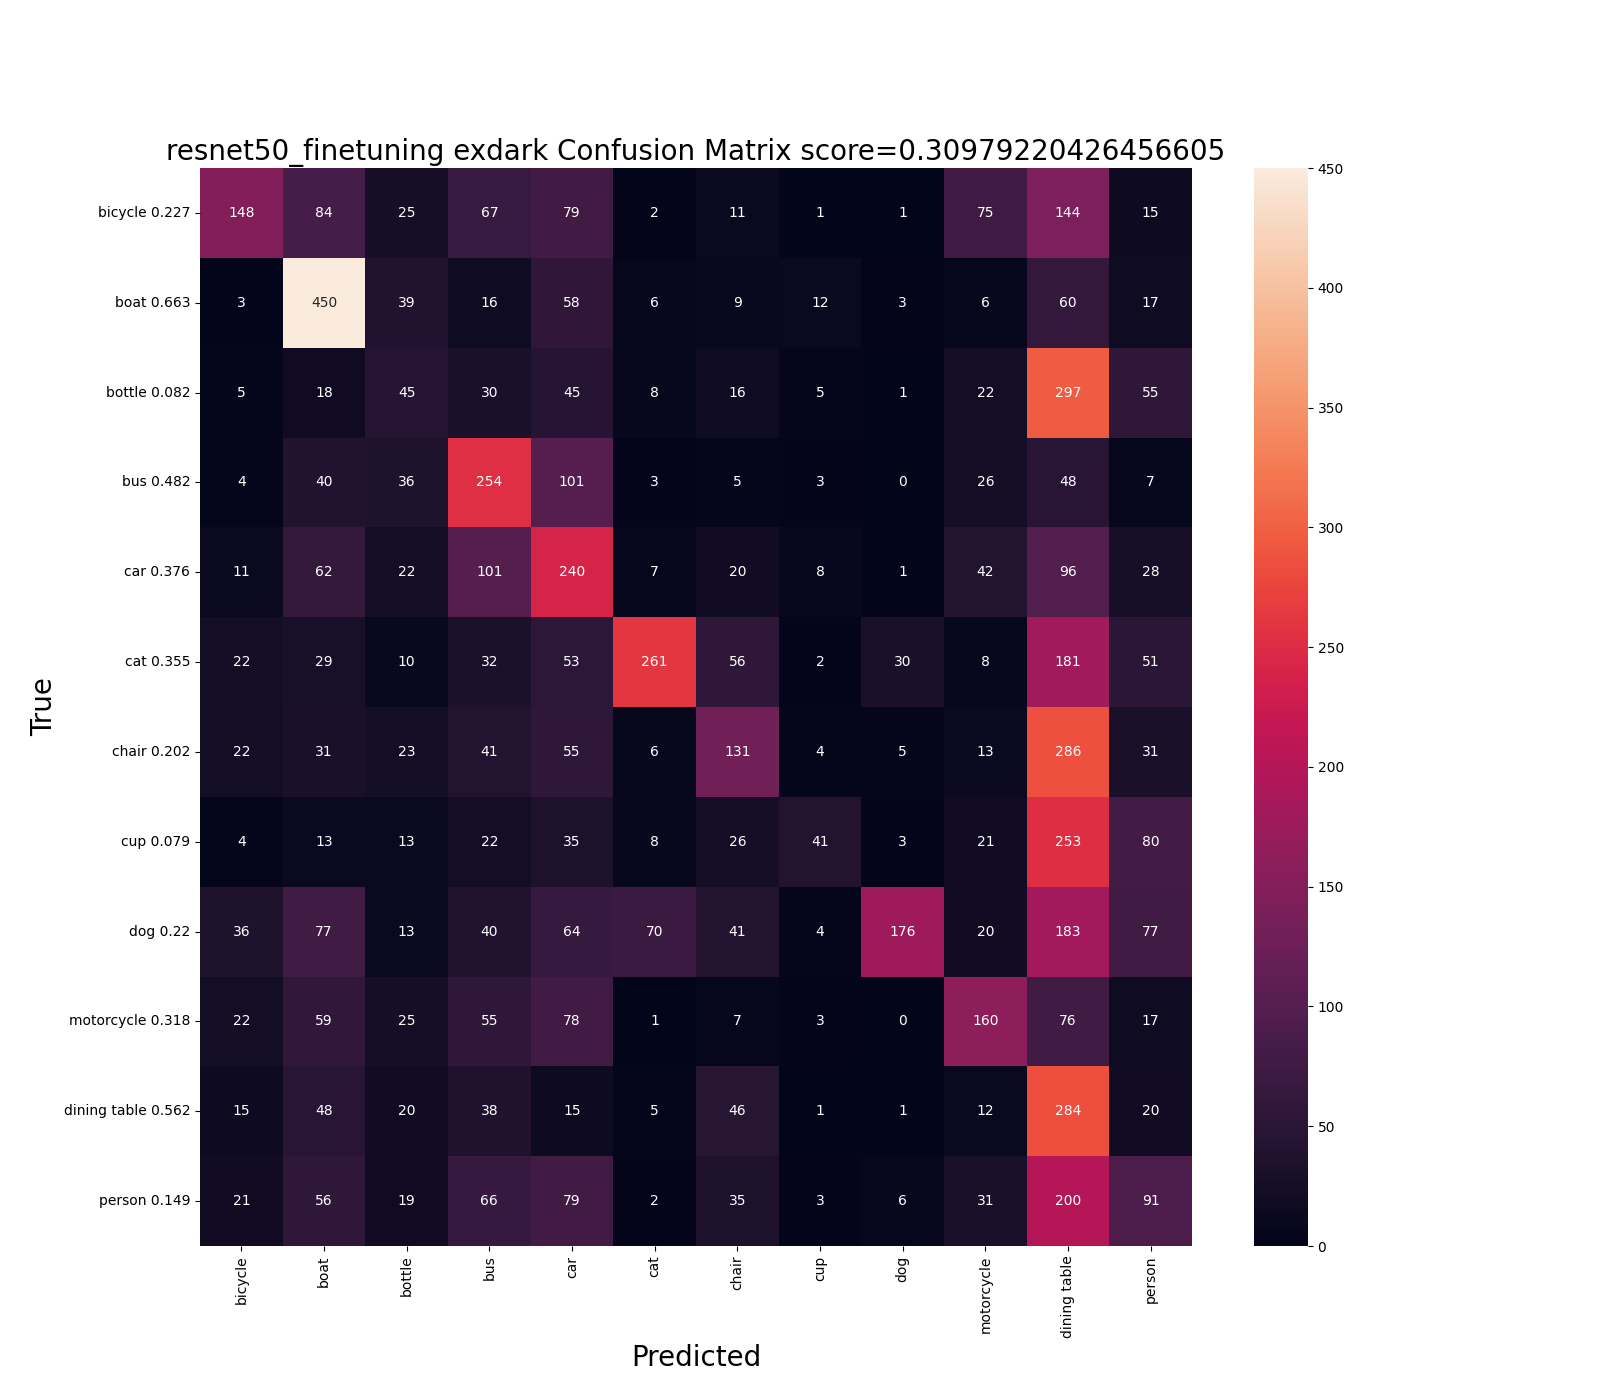 resnet50_finetuning exdark Confusion Matrix score=0.30979220426456605
bicycle 0.227 148 84 25 67 79 2 11 1 1 75 144 15
boat 0.663 3 450 39 16 58 6 9 12 3 6 60 17
bottle 0.082 5 18 45 30 45 8 16 5 1 22 297 55
bus 0.482 4 40 36 254 101 3 5 3 0 26 48 7
car 0.376 11 62 22 101 240 7 20 8 1 42 96 28
cat 0.355 22 29 10 32 53 261 56 2 30 8 181 51
chair 0.202 22 31 23 41 55 6 131 4 5 13 286 31
cup 0.079 4 13 13 22 35 8 26 41 3 21 253 80
dog 0.22 36 77 13 40 64 70 41 4 176 20 183 77
motorcycle 0.318 22 59 25 55 78 1 7 3 0 160 76 17
dining table 0.562 15 48 20 38 15 5 46 1 1 12 284 20
person 0.149 21 56 19 66 79 2 35 3 6 31 200 91
bicycle boat bottle bus car cat chair cup dog motorcycle dining table person
True
Predicted
450
400
350
300
250
200
150
100
50
0